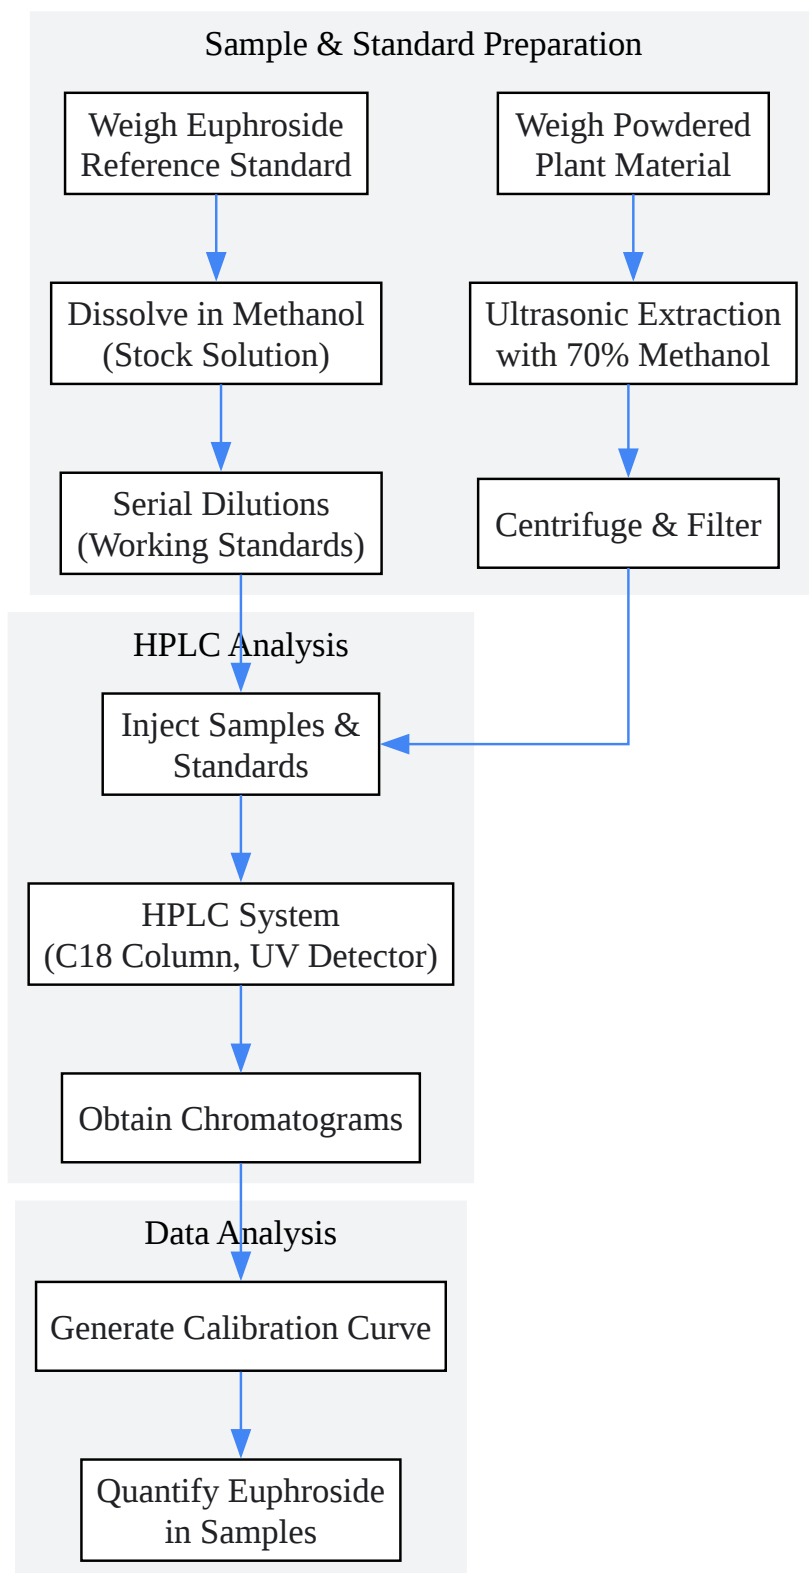 Sample & Standard Preparation
Weigh Euphroside
Reference Standard
Weigh Powdered
Plant Material
Dissolve in Methanol
(Stock Solution)
Ultrasonic Extraction
with 70% Methanol
Serial Dilutions
(Working Standards)
Centrifuge & Filter
HPLC Analysis
Inject Samples &
Standards
HPLC System
(C18 Column, UV Detector)
Obtain Chromatograms
Data Analysis
Generate Calibration Curve
Quantify Euphroside
in Samples